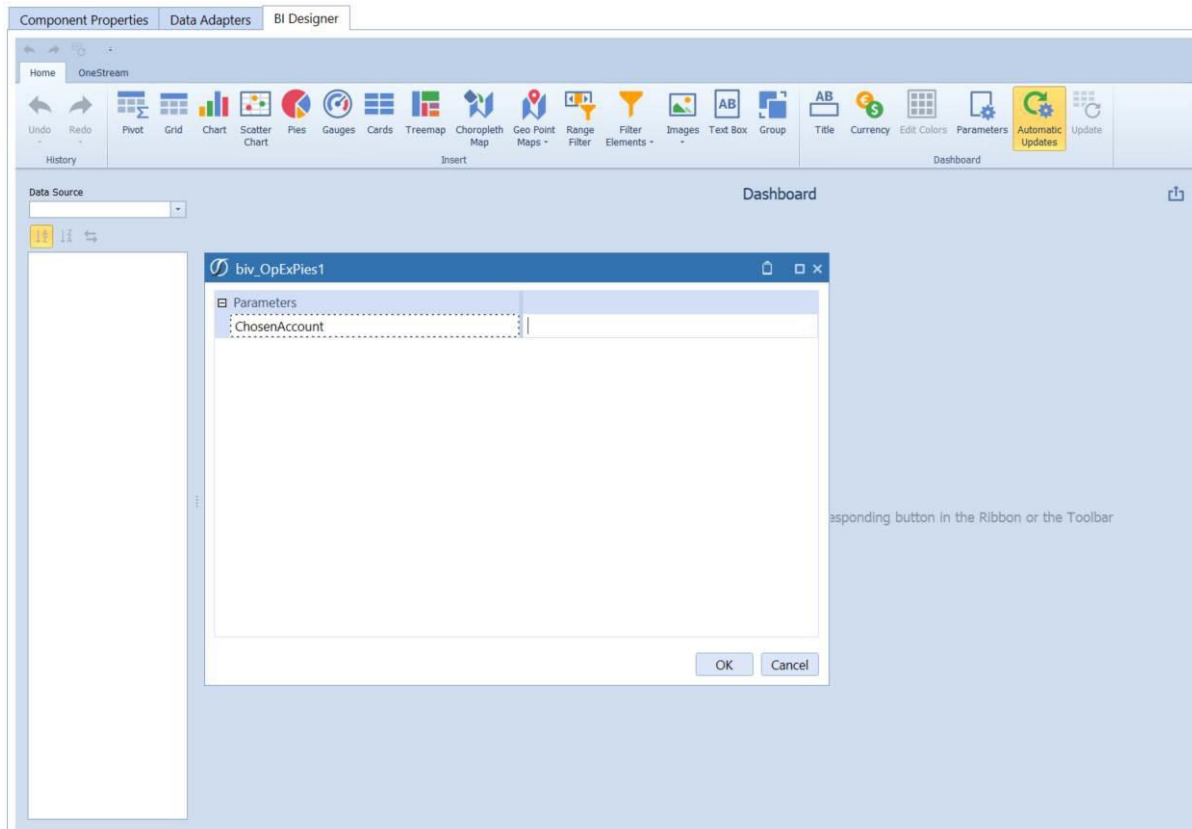 Component Properties Data Adapters BI Designer
Home OneStream
Undo Redo Pivot Grid Chart Scatter Chart Pies Gauges Cards Treemap Choropleth Map Geo Point Maps Range Filter Filter Elements Images Text Box Group Title Currency Edit Colors Parameters Automatic Updates Update
History Insert Dashboard
Data Source
Dashboard
biv_OpExPies1
Parameters
ChosenAccount
esponding button in the Ribbon or the Toolbar
OK Cancel